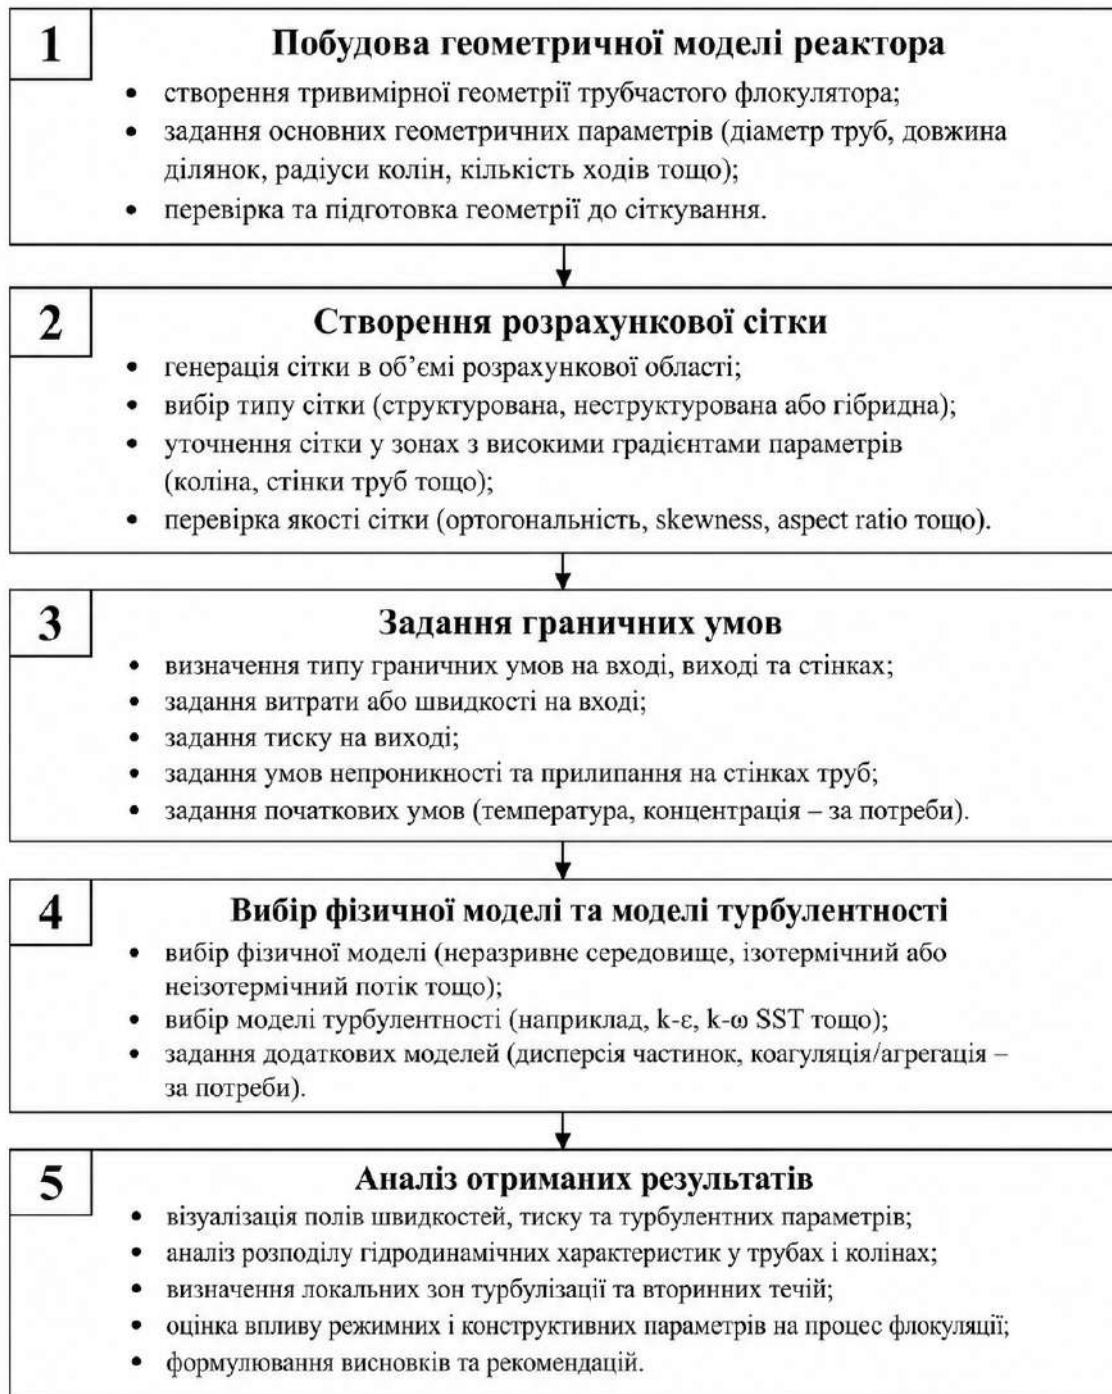 1
Побудова геометричної моделі реактора
• створення тривимірної геометрії трубчастого флокулятора;
• задання основних геометричних параметрів (діаметр труб, довжина
ділянок, радіуси колін, кількість ходів тощо);
• перевірка та підготовка геометрії до сіткування.
2
Створення розрахункової сітки
• генерація сітки в об’ємі розрахункової області;
• вибір типу сітки (структурована, неструктурована або гібридна);
• уточнення сітки у зонах з високими градієнтами параметрів
(коліна, стінки труб тощо);
• перевірка якості сітки (ортогональність, skewness, aspect ratio тощо).
3
Задання граничних умов
• визначення типу граничних умов на вході, виході та стінках;
• задання витрати або швидкості на вході;
• задання тиску на виході;
• задання умов непроникності та прилипання на стінках труб;
• задання початкових умов (температура, концентрація – за потреби).
4
Вибір фізичної моделі та моделі турбулентності
• вибір фізичної моделі (неразривне середовище, ізотермічний або
неізотермічний потік тощо);
• вибір моделі турбулентності (наприклад, k-ε, k-ω SST тощо);
• задання додаткових моделей (дисперсія частинок, коагуляція/агрегація –
за потреби).
5
Аналіз отриманих результатів
• візуалізація полів швидкостей, тиску та турбулентних параметрів;
• аналіз розподілу гідродинамічних характеристик у трубах і колінах;
• визначення локальних зон турбулізації та вторинних течій;
• оцінка впливу режимних і конструктивних параметрів на процес флокуляції;
• формулювання висновків та рекомендацій.